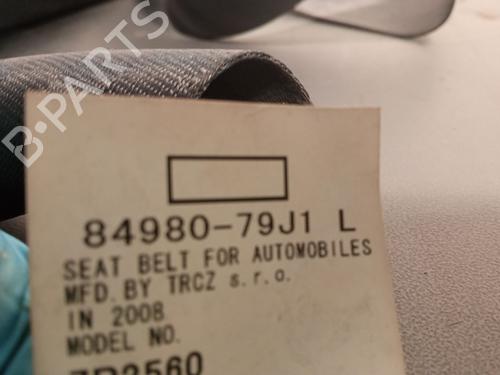 B-PARTS
84980-79J1 L
SEAT BELT FOR AUTOMOBILES
MFD. BY TRCZ s.r.o.
IN 2008
MODEL NO.